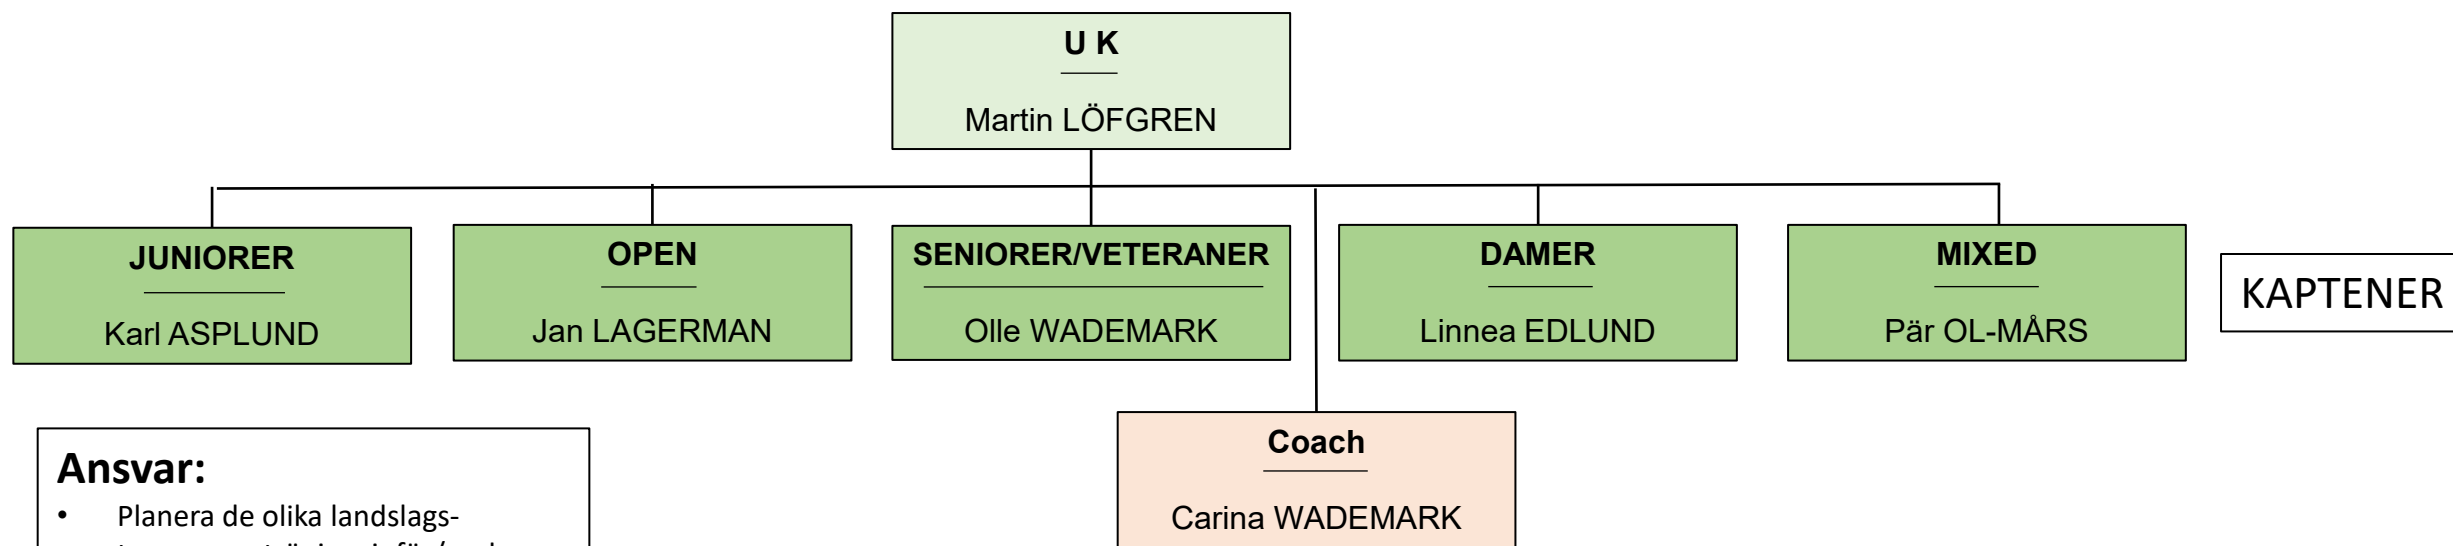 U K
Martin LÖFGREN
JUNIORER
Karl ASPLUND
OPEN
Jan LAGERMAN
SENIORER/VETERANER
Olle WADEMARK
DAMER
Linnea EDLUND
MIXED
Pär OL-MÅRS
KAPTENER
Coach
Carina WADEMARK
Ansvar:
• Planera de olika landslags-